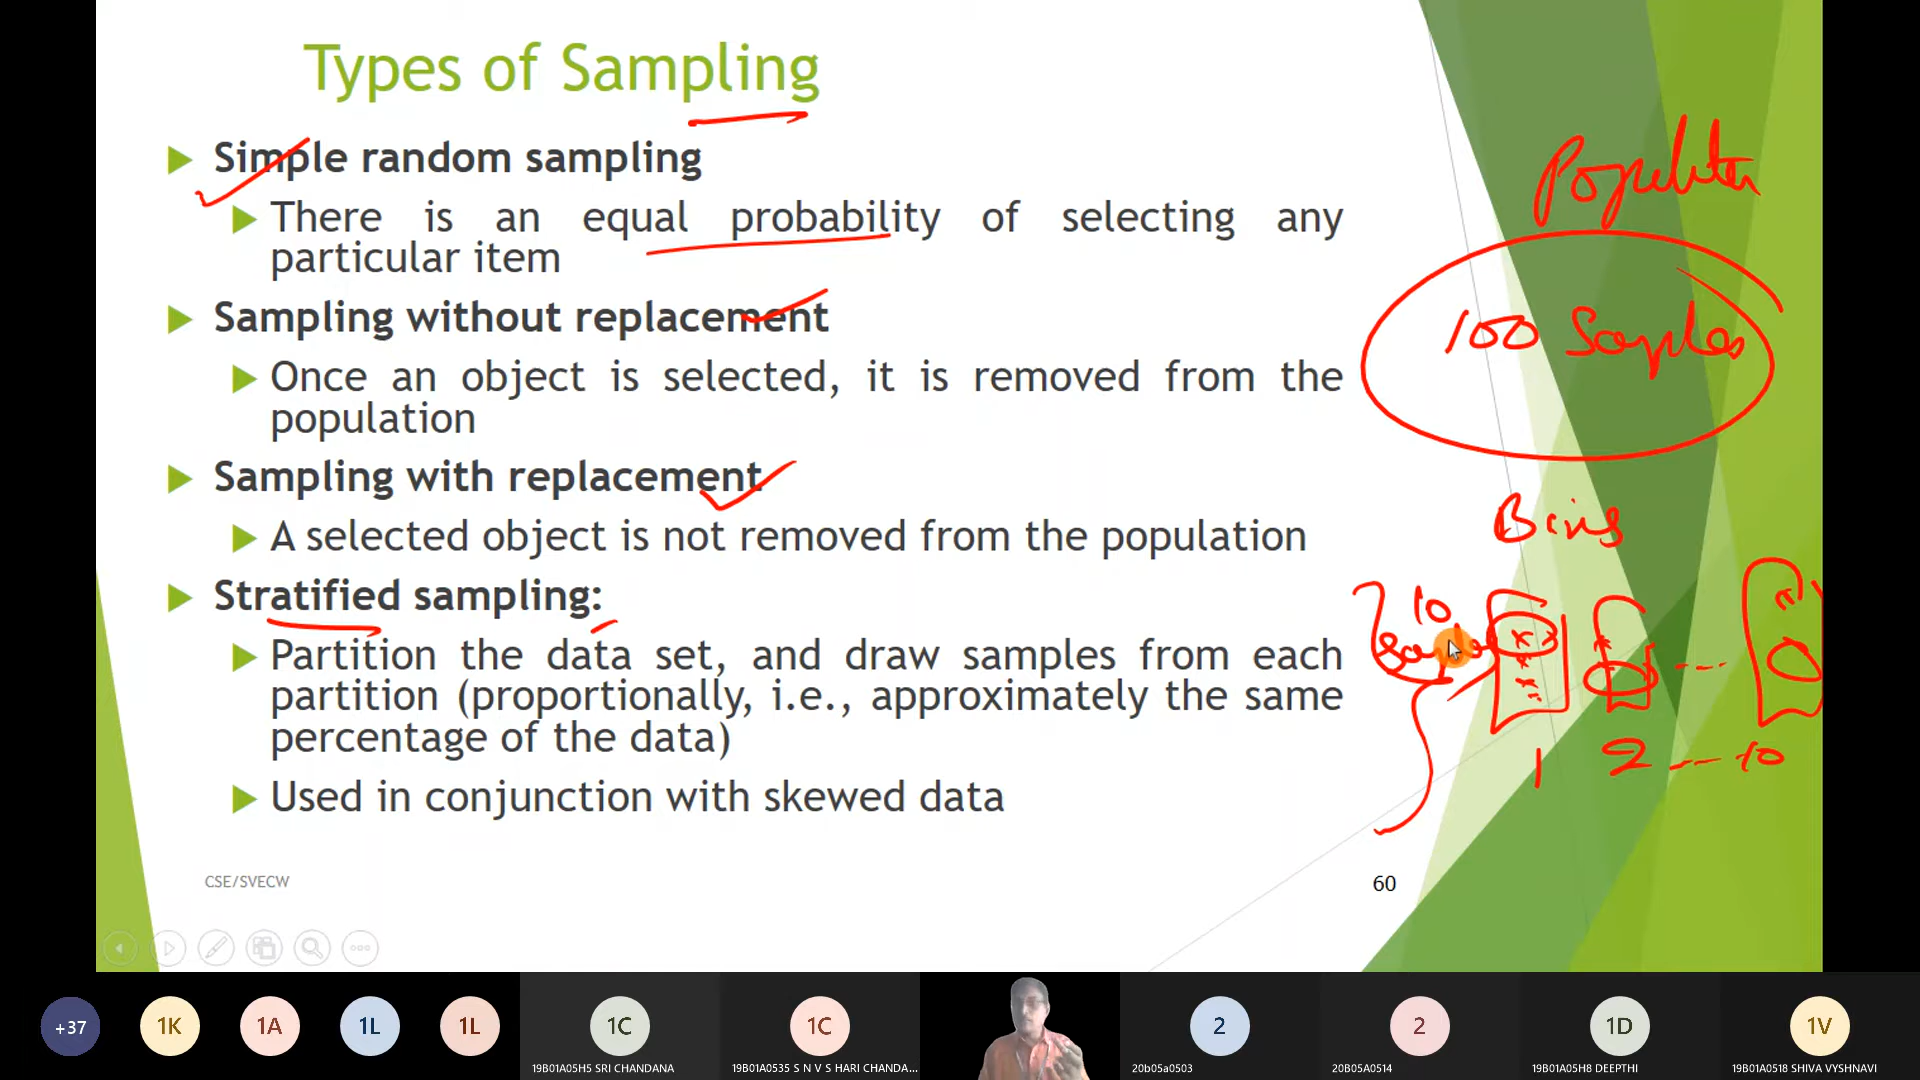 Types of Sampling
Simple random sampling
There is an equal probability of selecting any
particular item
Sampling without replacement
Once an object is selected, it is removed from the
population
Sampling with replacement
A selected object is not removed from the population
Stratified sampling:
Partition the data set, and draw samples from each
partition (proportionally, i.e., approximately the same
percentage of the data)
Used in conjunction with skewed data
100 Samples
Bins
10
1 2 --- 10
CSE/SVECW
60
+37
1K
1A
1L
1L
1C
1C
2
2
1D
1V
19B01A05H5 SRI CHANDANA
19B01A0535 S N V S HARI CHANDA...
20b05a0503
20B05A0514
19B01A05H8 DEEPTHI
19B01A0518 SHIVA VYSHNAVI